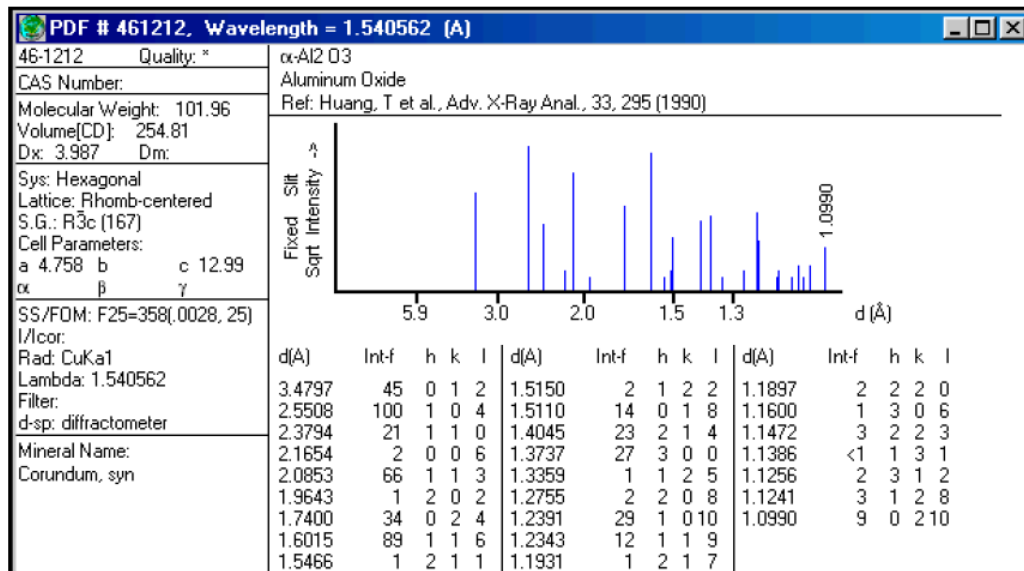 PDF # 461212, Wavelength = 1.540562 (A)
46-1212 Quality: *
CAS Number:
Molecular Weight: 101.96
Volume[CD]: 254.81
Dx: 3.987 Dm:
Sys: Hexagonal
Lattice: Rhomb-centered
S.G.: R3̄c (167)
Cell Parameters:
a 4.758 b c 12.99
α β γ
SS/FOM: F25=358(.0028, 25)
I/Icor:
Rad: CuKa1
Lambda: 1.540562
Filter:
d-sp: diffractometer
Mineral Name:
Corundum, syn
α-Al2 O3
Aluminum Oxide
Ref: Huang, T et al., Adv. X-Ray Anal., 33, 295 (1990)
Fixed Slit
Sqrt Intensity ->
1.0990
5.9 3.0 2.0 1.5 1.3 d (Å)
d(A) Int-f h k l d(A) Int-f h k l d(A) Int-f h k l
3.4797 45 0 1 2 1.5150 2 1 2 2 1.1897 2 2 2 0
2.5508 100 1 0 4 1.5110 14 0 1 8 1.1600 1 3 0 6
2.3794 21 1 1 0 1.4045 23 2 1 4 1.1472 3 2 2 3
2.1654 2 0 0 6 1.3737 27 3 0 0 1.1386 <1 1 3 1
2.0853 66 1 1 3 1.3359 1 1 2 5 1.1256 2 3 1 2
1.9643 1 2 0 2 1.2755 2 2 0 8 1.1241 3 1 2 8
1.7400 34 0 2 4 1.2391 29 1 0 10 1.0990 9 0 2 10
1.6015 89 1 1 6 1.2343 12 1 1 9
1.5466 1 2 1 1 1.1931 1 2 1 7